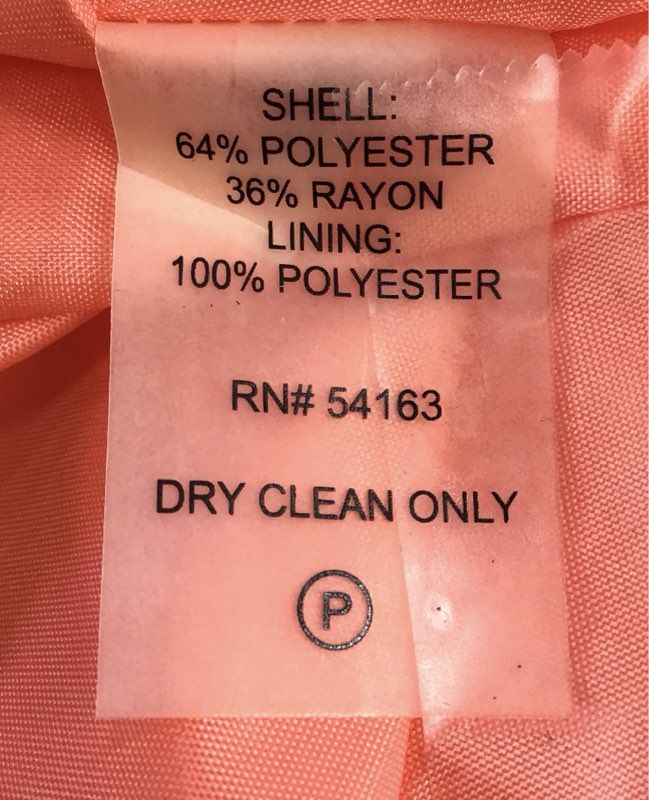 SHELL:
64% POLYESTER
36% RAYON
LINING:
100% POLYESTER
RN# 54163
DRY CLEAN ONLY
P